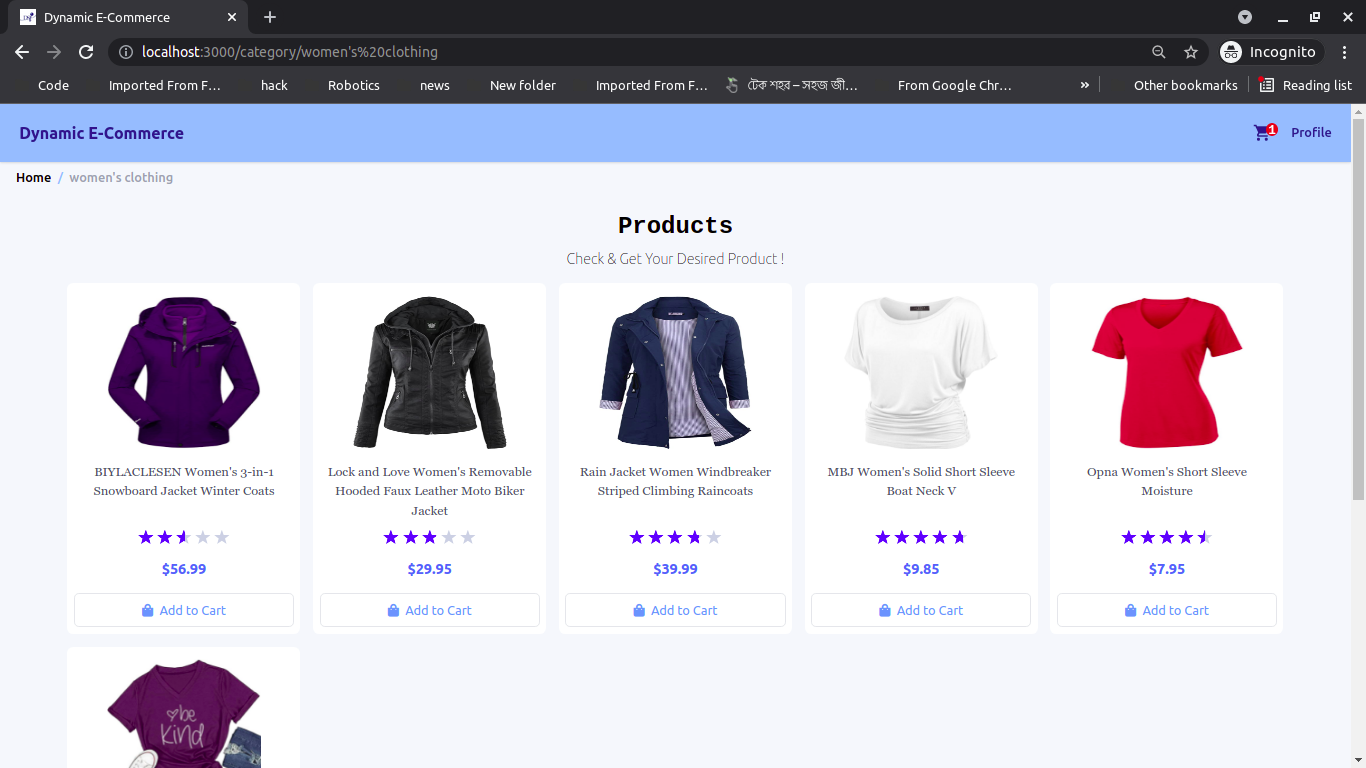 Dynamic E-Commerce
localhost:3000/category/women's%20clothing
Incognito
Code
Imported From F...
hack
Robotics
news
New folder
Imported From F...
টেক শহর – সহজ জী...
From Google Chr...
»
Other bookmarks
Reading list
Dynamic E-Commerce
1
Profile
Home / women's clothing
Products
Check & Get Your Desired Product !
BIYLACLESEN Women's 3-in-1
Snowboard Jacket Winter Coats
$56.99
Add to Cart
Lock and Love Women's Removable
Hooded Faux Leather Moto Biker
Jacket
$29.95
Add to Cart
Rain Jacket Women Windbreaker
Striped Climbing Raincoats
$39.99
Add to Cart
MBJ Women's Solid Short Sleeve
Boat Neck V
$9.85
Add to Cart
Opna Women's Short Sleeve
Moisture
$7.95
Add to Cart
be
KIND